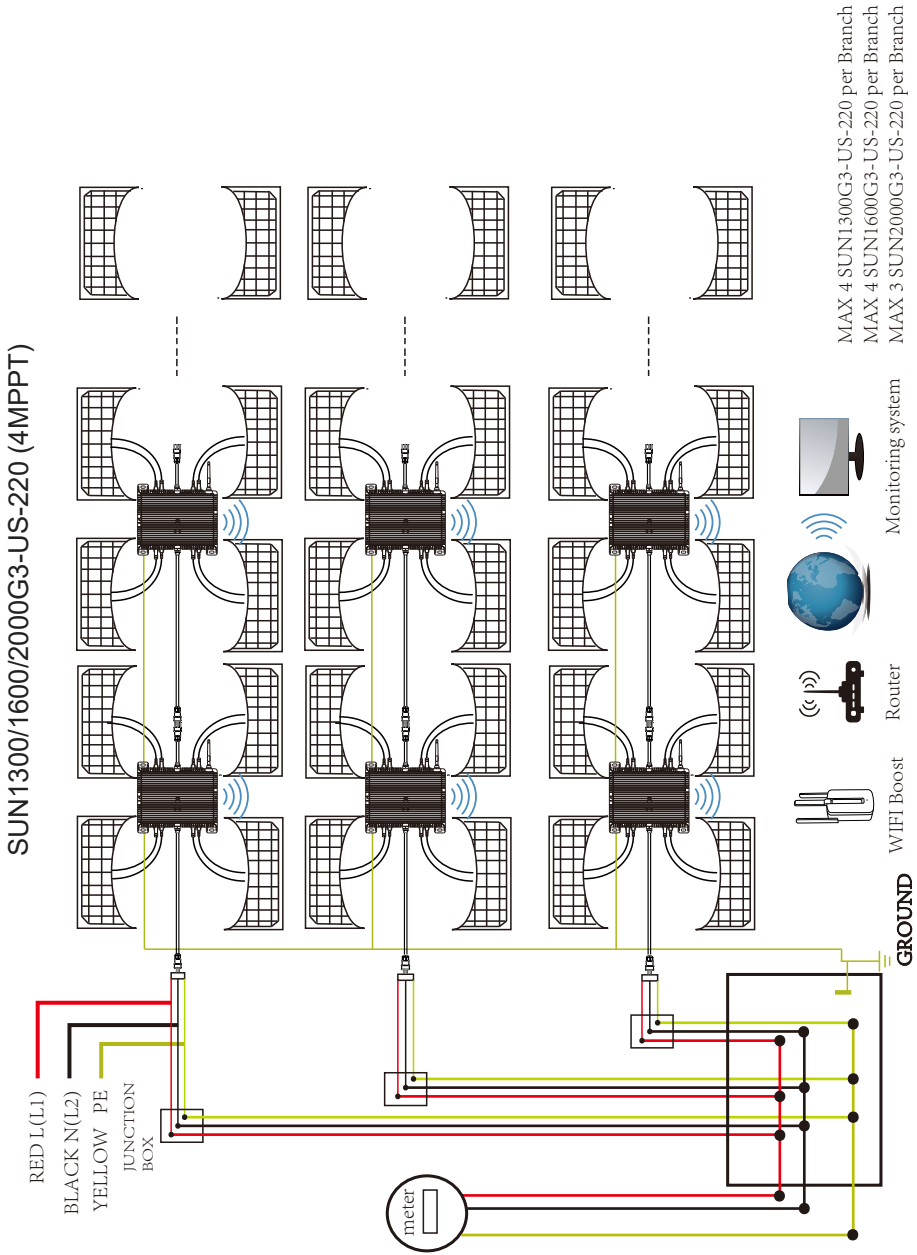 SUN1300/1600/2000G3-US-220 (4MPPT)
RED L(L1)
BLACK N(L2)
YELLOW PE
JUNCTION
BOX
meter
GROUND
WIFI Boost
Router
Monitoring system
MAX 4 SUN1300G3-US-220 per Branch
MAX 4 SUN1600G3-US-220 per Branch
MAX 3 SUN2000G3-US-220 per Branch